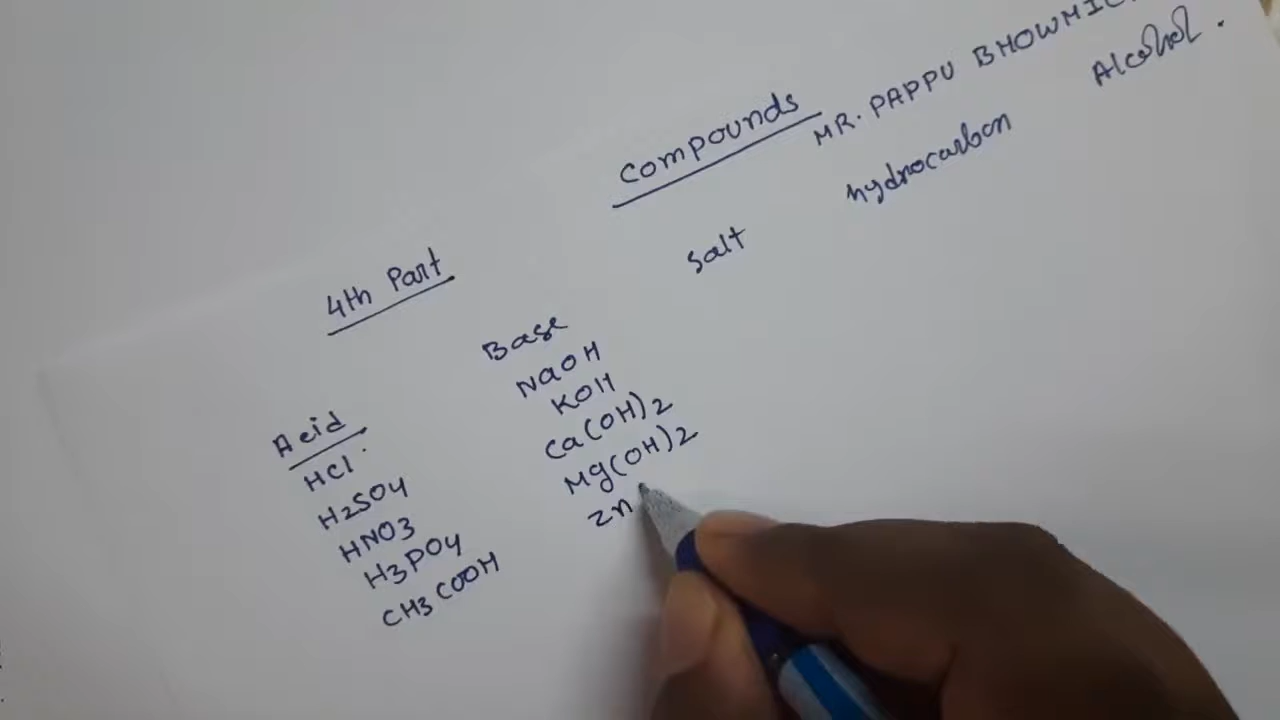 Compounds
MR. PAPPU BHOWMIC
4th Part
Acid
HCl
H2SO4
HNO3
H3PO4
CH3COOH
Base
NaOH
KOH
Ca(OH)2
Mg(OH)2
Zn
Salt
hydrocarbon
Alcohol.